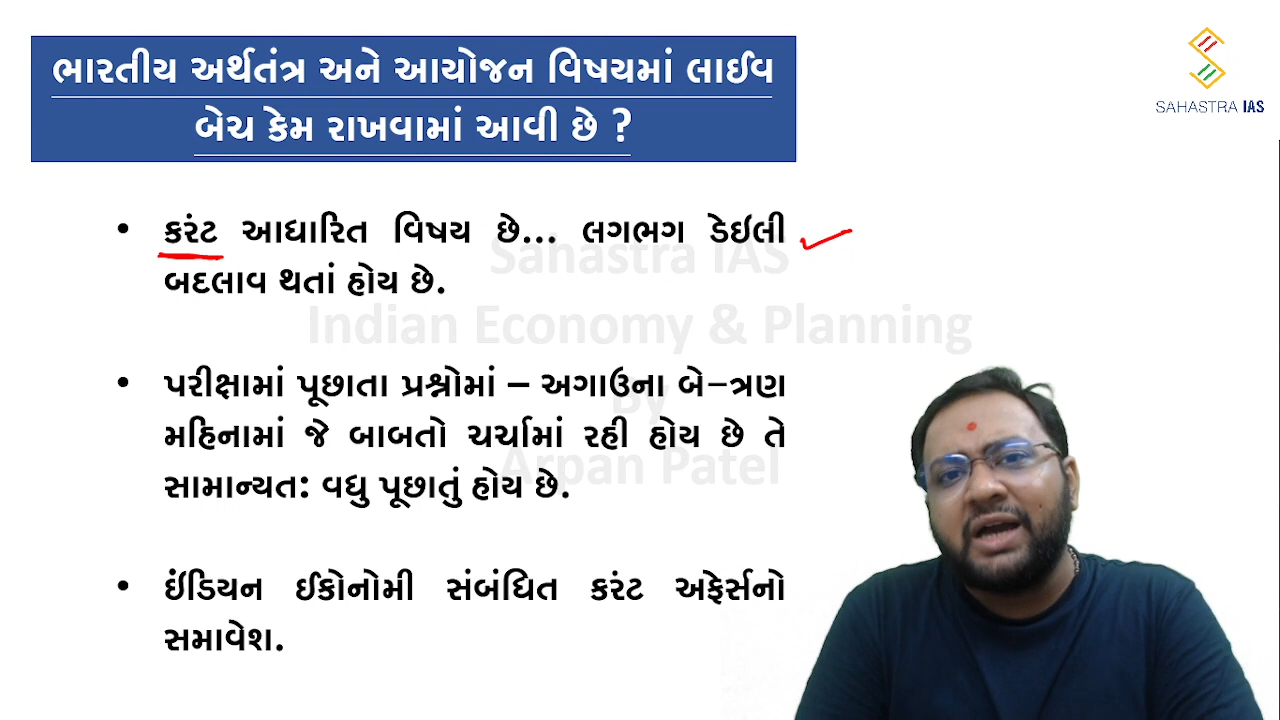 ભારતીય અર્થતંત્ર અને આયોજન વિષયમાં લાઈવ
બેચ કેમ રાખવામાં આવી છે ?
SAHASTRA IAS
• કરંટ આધારિત વિષય છે... લગભગ ડેઈલી
બદલાવ થતાં હોય છે.
• પરીક્ષામાં પૂછાતા પ્રશ્નોમાં – અગાઉના બે–ત્રણ
મહિનામાં જે બાબતો ચર્ચામાં રહી હોય છે તે
સામાન્યત: વધુ પૂછાતું હોય છે.
• ઇંડિયન ઈકોનોમી સંબંધિત કરંટ અફેર્સનો
સમાવેશ.
Sahastra IAS
Indian Economy & Planning
By
Arpan Patel